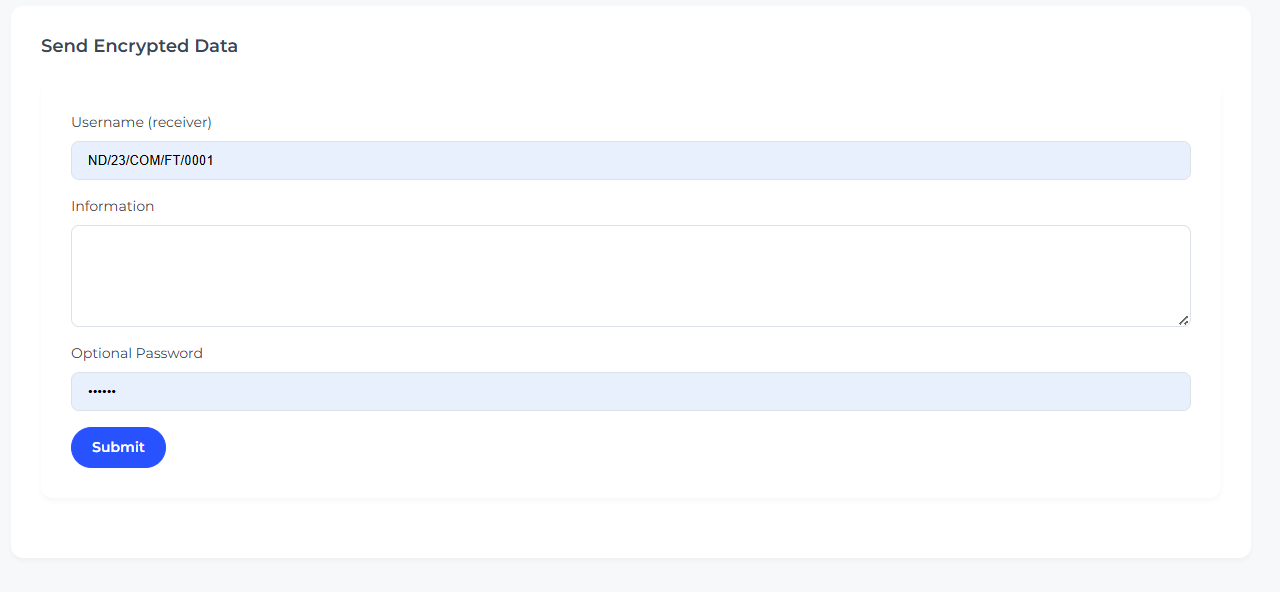 Send Encrypted Data
Username (receiver)
ND/23/COM/FT/0001
Information
Optional Password
••••••
Submit